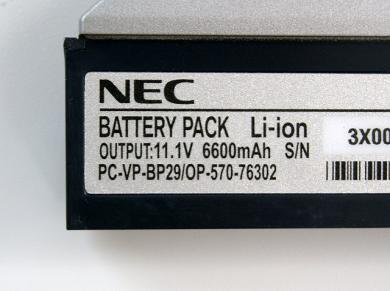 NEC
BATTERY PACK Li-ion
OUTPUT:11.1V 6600mAh S/N
3X00
PC-VP-BP29/OP-570-76302